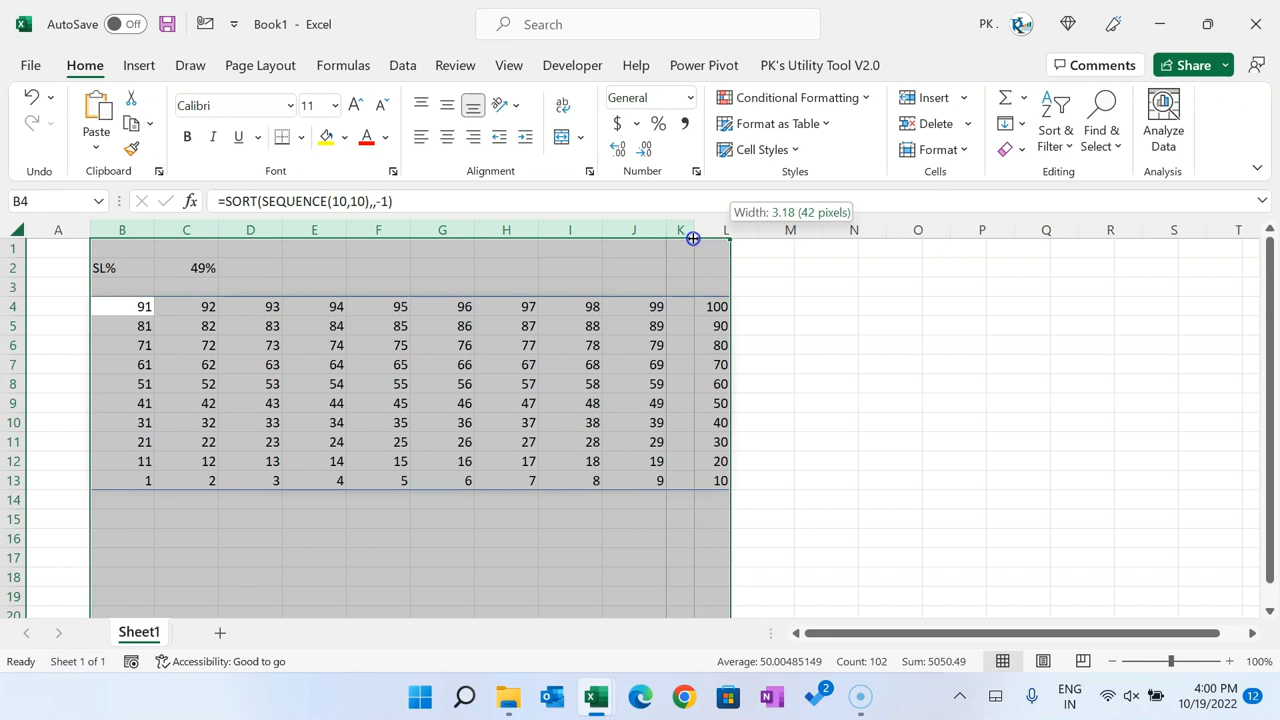 AutoSave Off Book1 - Excel Search PK .
File Home Insert Draw Page Layout Formulas Data Review View Developer Help Power Pivot PK's Utility Tool V2.0 Comments Share
Calibri 11 General Conditional Formatting Insert
Paste Format as Table Delete Sort & Filter Find & Select Analyze Data
B I U A $ % Cell Styles Format
Undo Clipboard Font Alignment Number Styles Cells Editing Analysis
B4 fx =SORT(SEQUENCE(10,10),,-1)
Width: 3.18 (42 pixels)
A B C D E F G H I J K L M N O P Q R S T
1
2 SL% 49%
3
4 91 92 93 94 95 96 97 98 99 100
5 81 82 83 84 85 86 87 88 89 90
6 71 72 73 74 75 76 77 78 79 80
7 61 62 63 64 65 66 67 68 69 70
8 51 52 53 54 55 56 57 58 59 60
9 41 42 43 44 45 46 47 48 49 50
10 31 32 33 34 35 36 37 38 39 40
11 21 22 23 24 25 26 27 28 29 30
12 11 12 13 14 15 16 17 18 19 20
13 1 2 3 4 5 6 7 8 9 10
14
15
16
17
18
19
20
Sheet1
Ready Sheet 1 of 1 Accessibility: Good to go Average: 50.00485149 Count: 102 Sum: 5050.49 100%
2 ENG 4:00 PM
IN 10/19/2022 12